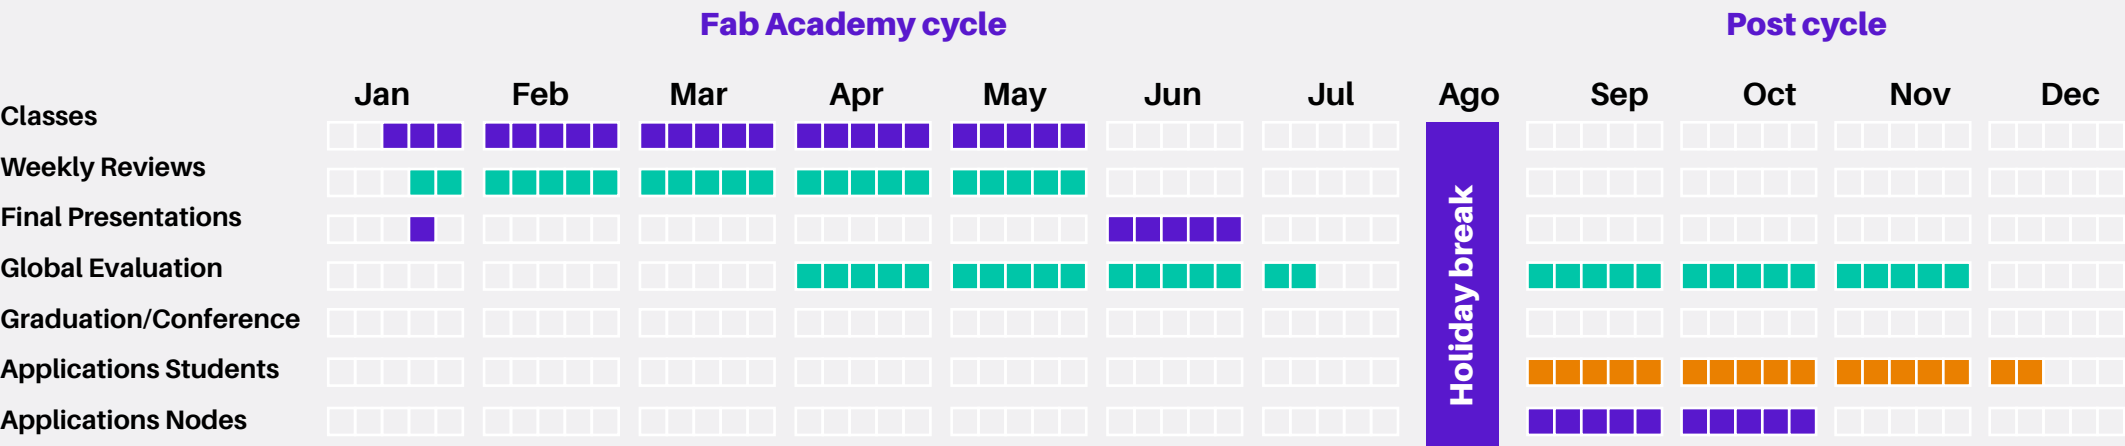 Fab Academy cycle
Post cycle
Jan Feb Mar Apr May Jun Jul Ago Sep Oct Nov Dec
Classes
Weekly Reviews
Final Presentations
Global Evaluation
Graduation/Conference
Applications Students
Applications Nodes
Holiday break